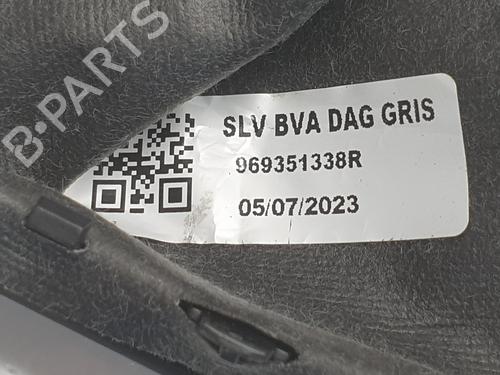 SLV BVA DAG GRIS
969351338R
05/07/2023
B-PARTS